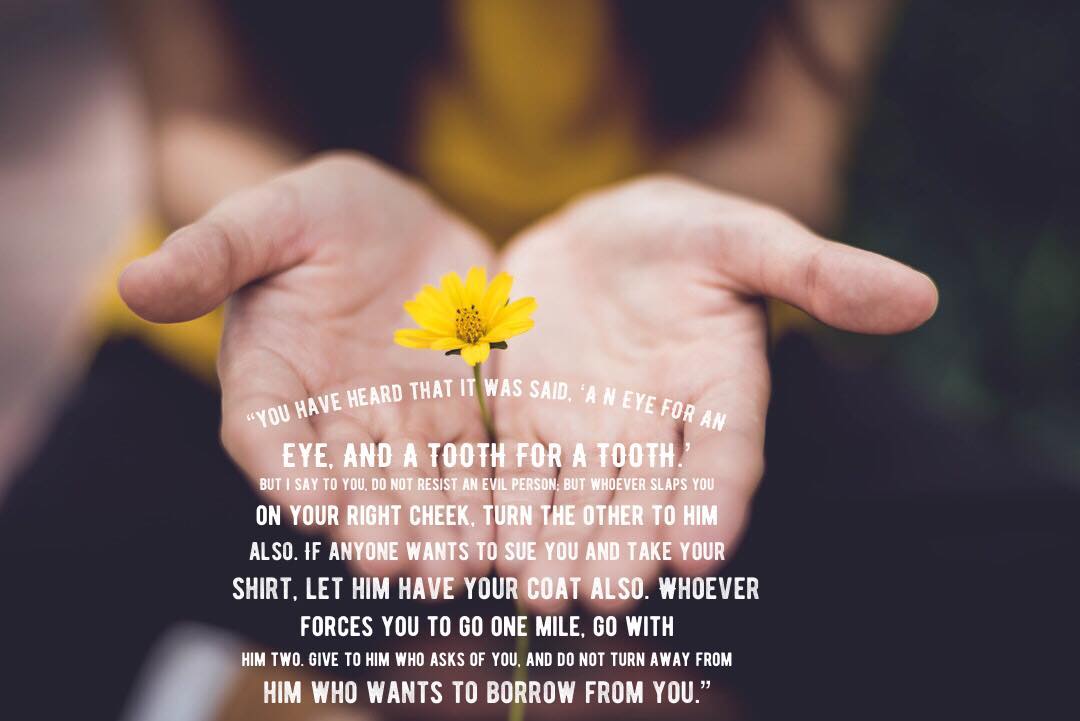 “YOU HAVE HEARD THAT IT WAS SAID, ‘A N EYE FOR AN
EYE, AND A TOOTH FOR A TOOTH.’
BUT I SAY TO YOU, DO NOT RESIST AN EVIL PERSON; BUT WHOEVER SLAPS YOU
ON YOUR RIGHT CHEEK, TURN THE OTHER TO HIM
ALSO. IF ANYONE WANTS TO SUE YOU AND TAKE YOUR
SHIRT, LET HIM HAVE YOUR COAT ALSO. WHOEVER
FORCES YOU TO GO ONE MILE, GO WITH
HIM TWO. GIVE TO HIM WHO ASKS OF YOU, AND DO NOT TURN AWAY FROM
HIM WHO WANTS TO BORROW FROM YOU.”